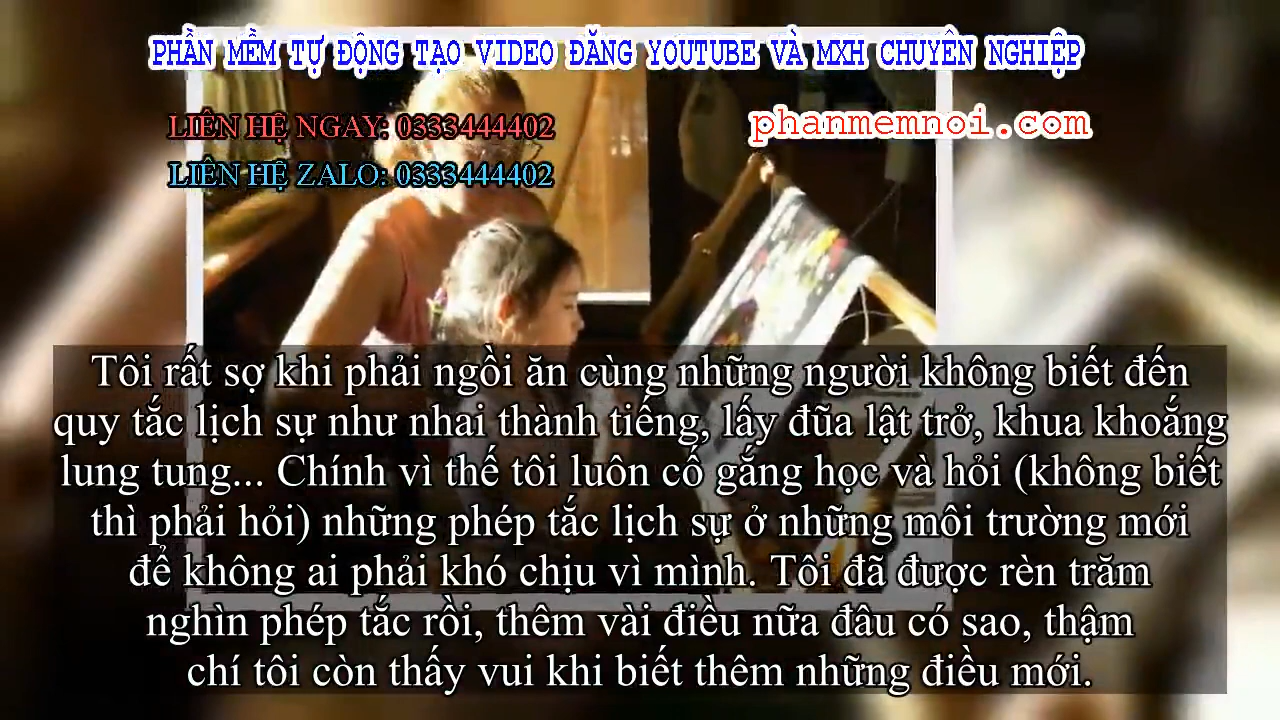 PHẦN MỀM TỰ ĐỘNG TẠO VIDEO ĐĂNG YOUTUBE VÀ MXH CHUYÊN NGHIỆP
LIÊN HỆ NGAY: 0333444402
phanmemnoi.com
LIÊN HỆ ZALO: 0333444402
Tôi rất sợ khi phải ngồi ăn cùng những người không biết đến
quy tắc lịch sự như nhai thành tiếng, lấy đũa lật trở, khua khoắng
lung tung... Chính vì thế tôi luôn cố gắng học và hỏi (không biết
thì phải hỏi) những phép tắc lịch sự ở những môi trường mới
để không ai phải khó chịu vì mình. Tôi đã được rèn trăm
nghìn phép tắc rồi, thêm vài điều nữa đâu có sao, thậm
chí tôi còn thấy vui khi biết thêm những điều mới.